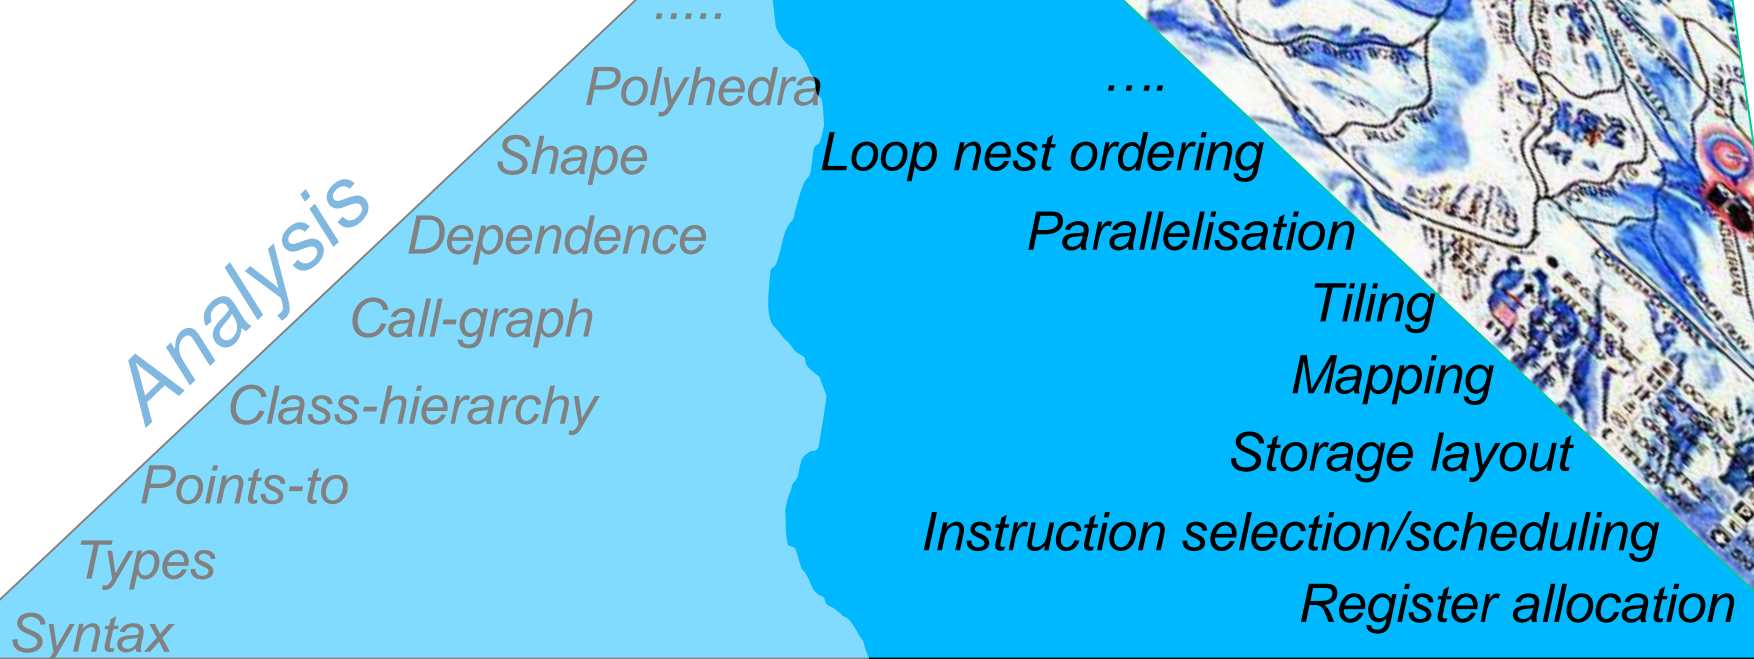 .....
Polyhedra
Shape
Dependence
Call-graph
Class-hierarchy
Points-to
Types
Syntax
Analysis
....
Loop nest ordering
Parallelisation
Tiling
Mapping
Storage layout
Instruction selection/scheduling
Register allocation